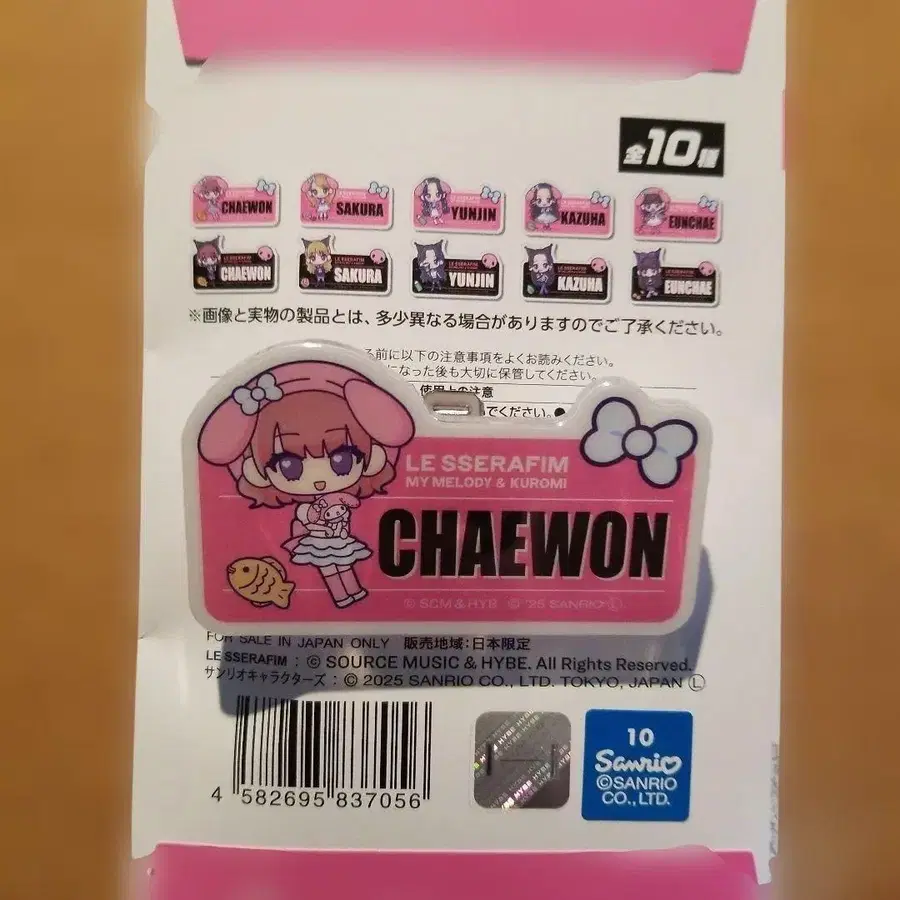 全10種
CHAEWON SAKURA YUNJIN KAZUHA EUNCHAE
CHAEWON SAKURA YUNJIN KAZUHA EUNCHAE
※画像と実物の製品とは、多少異なる場合がありますのでご了承ください。
る前に以下の注意事項をよくお読みください。
になった後も大切に保管してください。
使用上の注意
でください。●
LE SSERAFIM
MY MELODY & KUROMI
CHAEWON
© SCM & HYB © '25 SANRIO Ⓛ
FOR SALE IN JAPAN ONLY 販売地域:日本限定
LE SSERAFIM : © SOURCE MUSIC & HYBE. All Rights Reserved.
サンリオキャラクターズ : © 2025 SANRIO CO., LTD. TOKYO, JAPAN Ⓛ
4 582695 837056
HYBE HYBE
10
Sanrio
©SANRIO
CO., LTD.